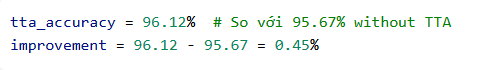 tta_accuracy = 96.12%  # So với 95.67% without TTA
improvement = 96.12 - 95.67 = 0.45%